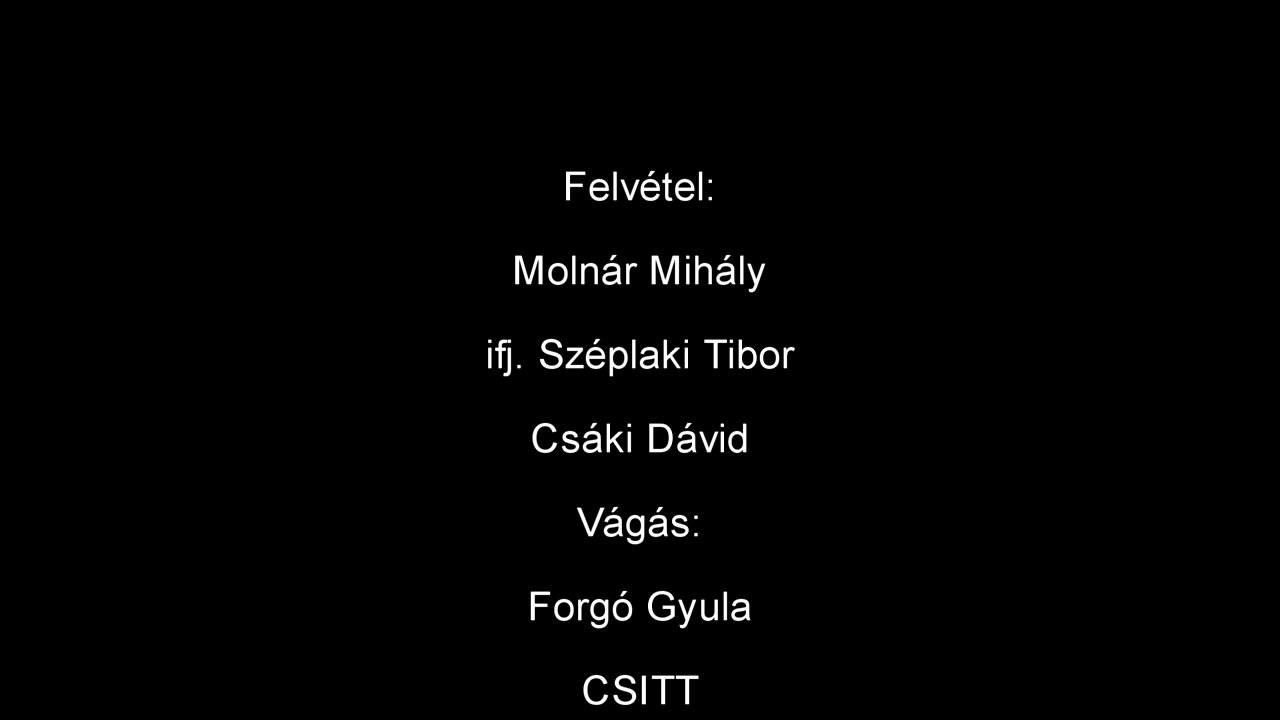 Felvétel:
Molnár Mihály
ifj. Széplaki Tibor
Csáki Dávid
Vágás:
Forgó Gyula
CSITT